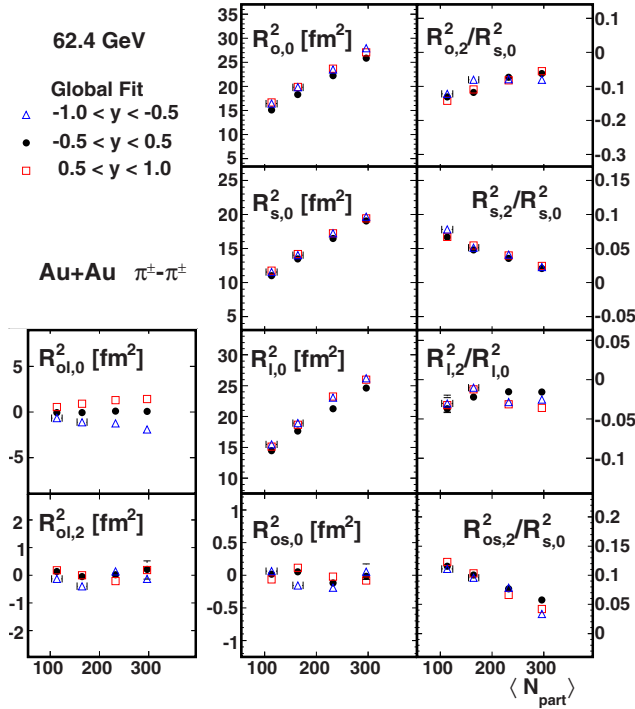 62.4 GeV
Global Fit
-1.0 < y < -0.5
-0.5 < y < 0.5
0.5 < y < 1.0
Au+Au π±-π±
R²o,0 [fm²]
35
30
25
20
15
10
5
R²o,2/R²s,0
0.1
0
-0.1
-0.2
-0.3
R²s,0 [fm²]
25
20
15
10
5
R²s,2/R²s,0
0.15
0.1
0.05
0
-0.05
R²ol,0 [fm²]
5
0
-5
R²l,0 [fm²]
30
25
20
15
10
R²l,2/R²l,0
0.05
0
-0.05
-0.1
R²ol,2 [fm²]
2
1
0
-1
-2
R²os,0 [fm²]
1
0.5
0
-0.5
-1
R²os,2/R²s,0
0.2
0.15
0.1
0.05
0
100 200 300
100 200 300
100 200 300
⟨ Npart ⟩